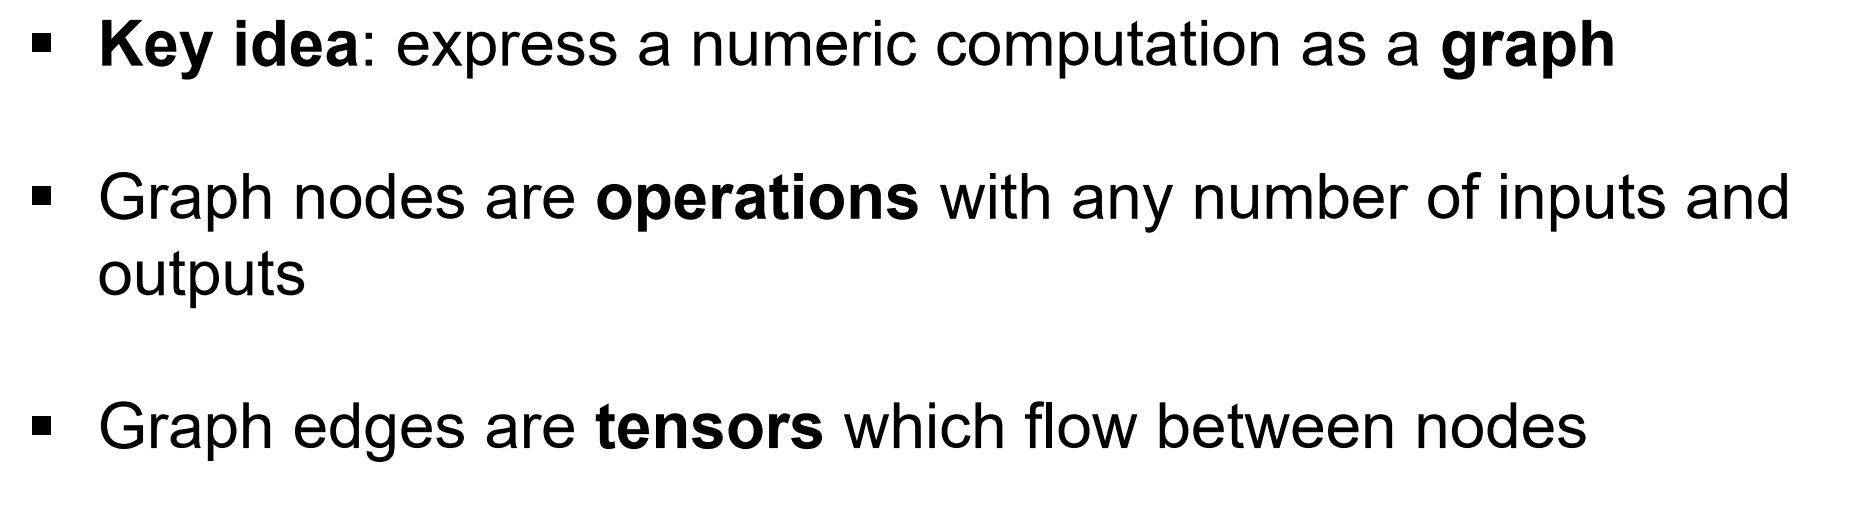 ▪ Key idea: express a numeric computation as a graph
▪ Graph nodes are operations with any number of inputs and
outputs
▪ Graph edges are tensors which flow between nodes